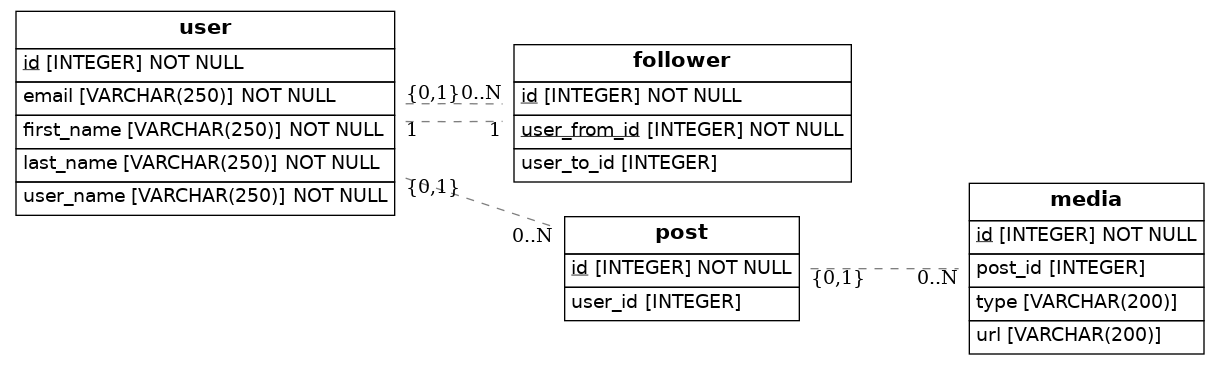 user
id [INTEGER] NOT NULL
email [VARCHAR(250)] NOT NULL
first_name [VARCHAR(250)] NOT NULL
last_name [VARCHAR(250)] NOT NULL
user_name [VARCHAR(250)] NOT NULL
{0,1} 0..N
1 1
{0,1}
0..N
follower
id [INTEGER] NOT NULL
user_from_id [INTEGER] NOT NULL
user_to_id [INTEGER]
post
id [INTEGER] NOT NULL
user_id [INTEGER]
{0,1} 0..N
media
id [INTEGER] NOT NULL
post_id [INTEGER]
type [VARCHAR(200)]
url [VARCHAR(200)]